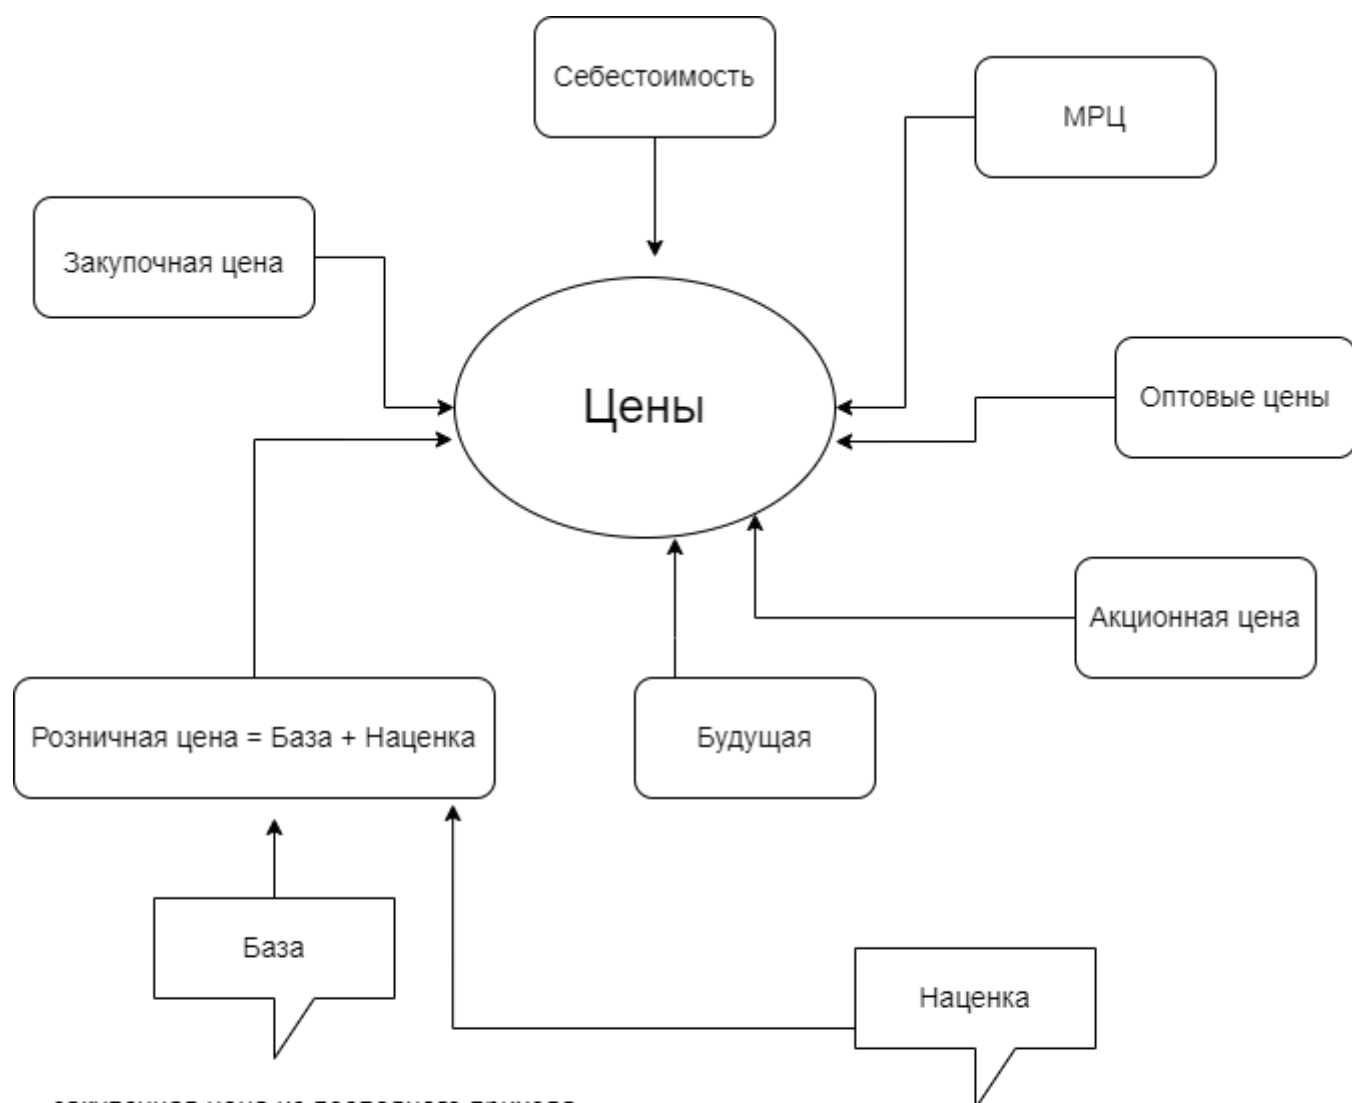 Себестоимость
МРЦ
Закупочная цена
Оптовые цены
Цены
Акционная цена
Розничная цена = База + Наценка
Будущая
База
Наценка